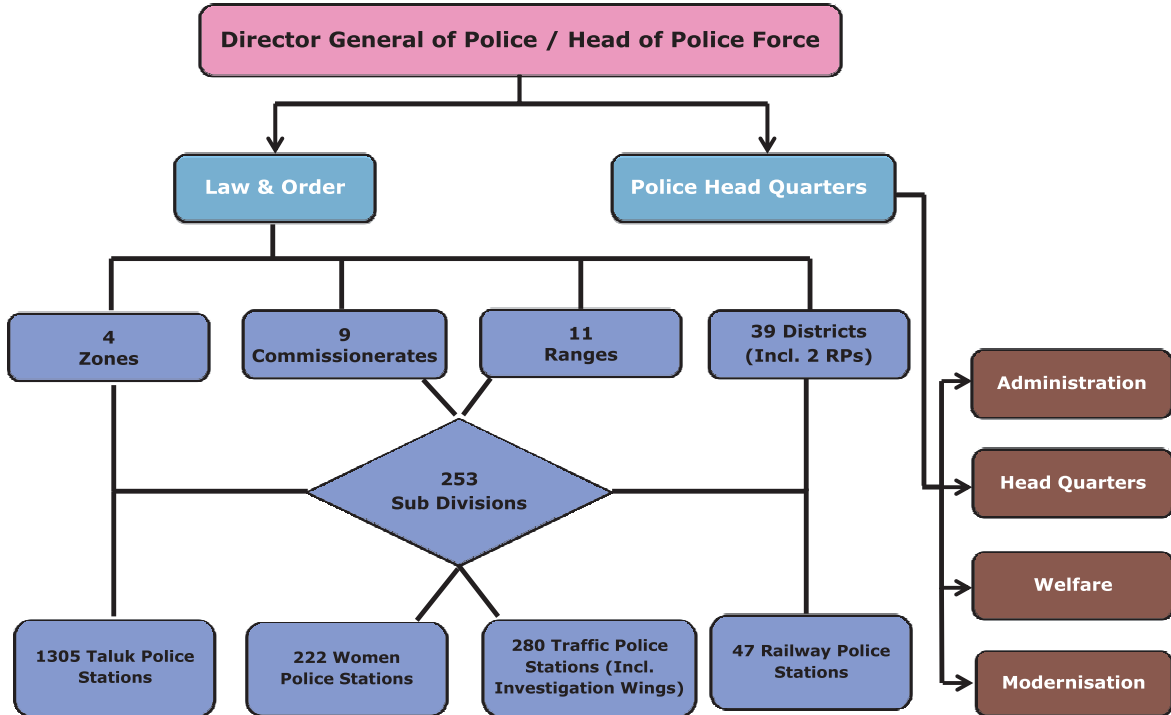 Director General of Police / Head of Police Force
Law & Order
Police Head Quarters
4
Zones
9
Commissionerates
11
Ranges
39 Districts
(Incl. 2 RPs)
253
Sub Divisions
1305 Taluk Police
Stations
222 Women
Police Stations
280 Traffic Police
Stations (Incl.
Investigation Wings)
47 Railway Police
Stations
Administration
Head Quarters
Welfare
Modernisation